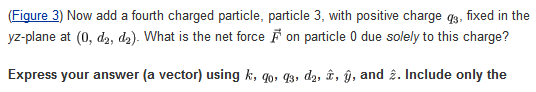 (Figure 3) Now add a fourth charged particle, particle 3, with positive charge q₃, fixed in the
yz-plane at (0, d₂, d₂). What is the net force F⃗ on particle 0 due solely to this charge?
Express your answer (a vector) using k, q₀, q₃, d₂, x̂, ŷ, and ẑ. Include only the